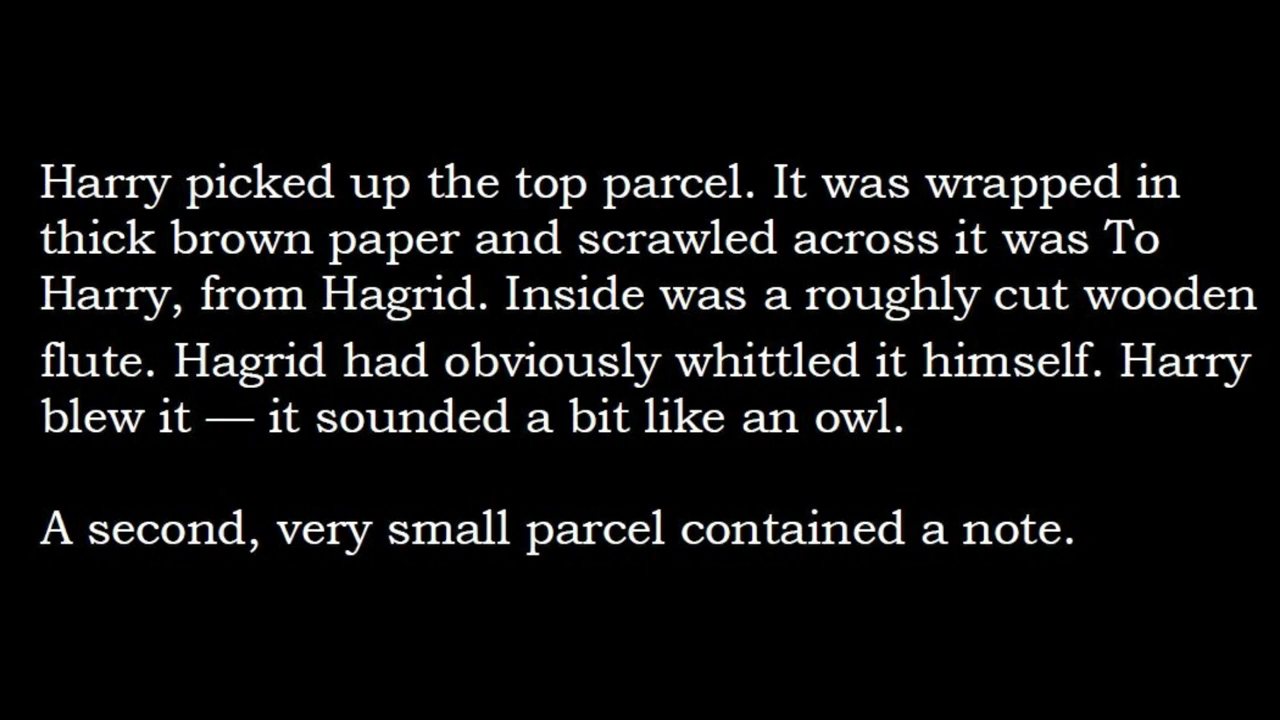 Harry picked up the top parcel. It was wrapped in
thick brown paper and scrawled across it was To
Harry, from Hagrid. Inside was a roughly cut wooden
flute. Hagrid had obviously whittled it himself. Harry
blew it — it sounded a bit like an owl.
A second, very small parcel contained a note.